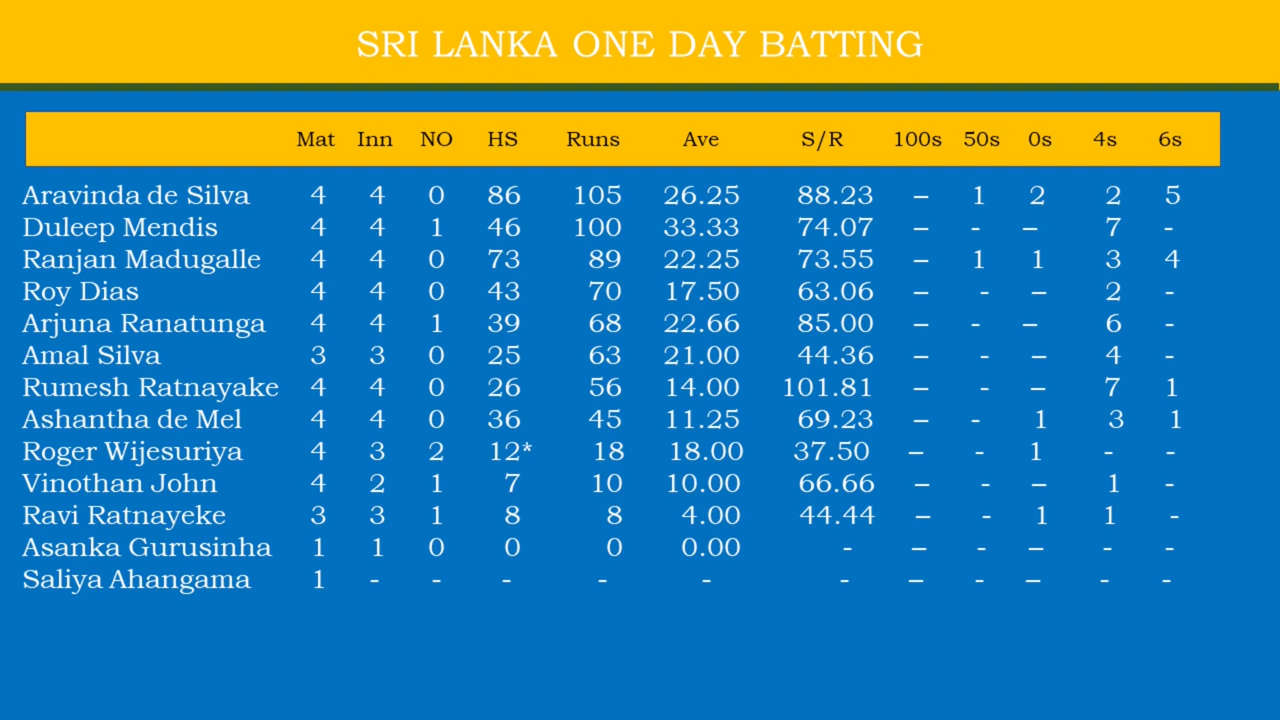 SRI LANKA ONE DAY BATTING
Mat Inn NO HS Runs Ave S/R 100s 50s 0s 4s 6s
Aravinda de Silva 4 4 0 86 105 26.25 88.23 – 1 2 2 5
Duleep Mendis 4 4 1 46 100 33.33 74.07 – - – 7 -
Ranjan Madugalle 4 4 0 73 89 22.25 73.55 – 1 1 3 4
Roy Dias 4 4 0 43 70 17.50 63.06 – - – 2 -
Arjuna Ranatunga 4 4 1 39 68 22.66 85.00 – - – 6 -
Amal Silva 3 3 0 25 63 21.00 44.36 – - – 4 -
Rumesh Ratnayake 4 4 0 26 56 14.00 101.81 – - – 7 1
Ashantha de Mel 4 4 0 36 45 11.25 69.23 – - 1 3 1
Roger Wijesuriya 4 3 2 12* 18 18.00 37.50 – - 1 - -
Vinothan John 4 2 1 7 10 10.00 66.66 – - – 1 -
Ravi Ratnayeke 3 3 1 8 8 4.00 44.44 – - 1 1 -
Asanka Gurusinha 1 1 0 0 0 0.00 - – - – - -
Saliya Ahangama 1 - - - - - - – - – - -